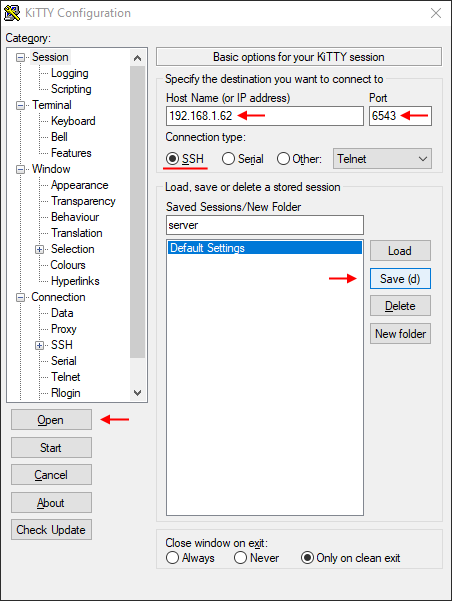 KiTTY Configuration
Category:
Session
Logging
Scripting
Terminal
Keyboard
Bell
Features
Window
Appearance
Transparency
Behaviour
Translation
Selection
Colours
Hyperlinks
Connection
Data
Proxy
SSH
Serial
Telnet
Rlogin
Open
Start
Cancel
About
Check Update
Basic options for your KiTTY session
Specify the destination you want to connect to
Host Name (or IP address) Port
192.168.1.62 6543
Connection type:
SSH Serial Other: Telnet
Load, save or delete a stored session
Saved Sessions/New Folder
server
Default Settings
Load
Save (d)
Delete
New folder
Close window on exit:
Always Never Only on clean exit